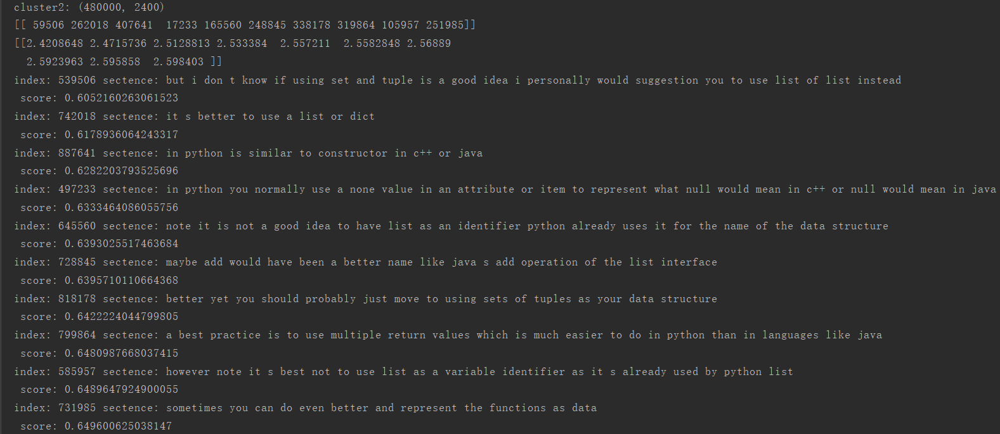 cluster2: (480000, 2400)
[[ 59506 262018 407641  17233 165560 248845 338178 319864 105957 251985]]
[[2.4208648 2.4715736 2.5128813 2.533384  2.557211  2.5582848 2.56889
  2.5923963 2.595858  2.598403 ]]
index: 539506 sectence: but i don t know if using set and tuple is a good idea i personally would suggestion you to use list of list instead
 score: 0.6052160263061523
index: 742018 sectence: it s better to use a list or dict
 score: 0.6178936064243317
index: 887641 sectence: in python is similar to constructor in c++ or java
 score: 0.6282203793525696
index: 497233 sectence: in python you normally use a none value in an attribute or item to represent what null would mean in c++ or null would mean in java
 score: 0.6333464086055756
index: 645560 sectence: note it is not a good idea to have list as an identifier python already uses it for the name of the data structure
 score: 0.6393025517463684
index: 728845 sectence: maybe add would have been a better name like java s add operation of the list interface
 score: 0.6395710110664368
index: 818178 sectence: better yet you should probably just move to using sets of tuples as your data structure
 score: 0.6422224044799805
index: 799864 sectence: a best practice is to use multiple return values which is much easier to do in python than in languages like java
 score: 0.6480987668037415
index: 585957 sectence: however note it s best not to use list as a variable identifier as it s already used by python list
 score: 0.6489647924900055
index: 731985 sectence: sometimes you can do even better and represent the functions as data
 score: 0.649600625038147